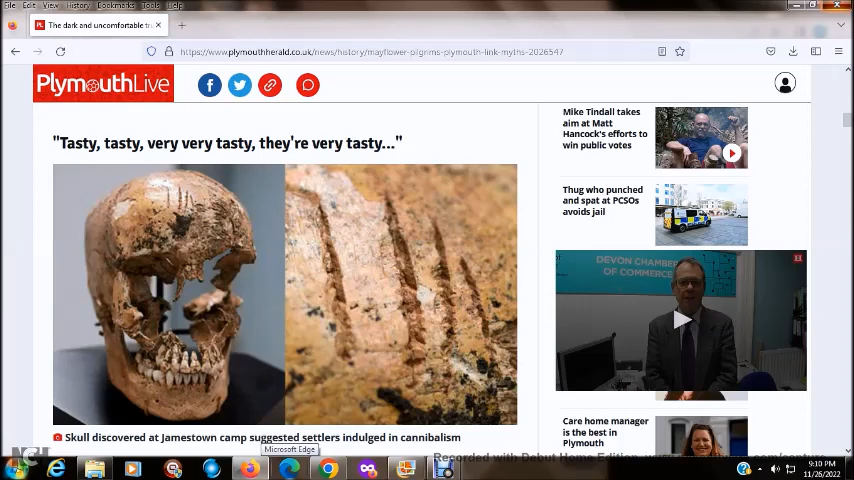 File Edit View History Bookmarks Tools Help
PL The dark and uncomfortable tru
https://www.plymouthherald.co.uk/news/history/mayflower-pilgrims-plymouth-link-myths-2026547
PlymouthLive
"Tasty, tasty, very very tasty, they're very tasty..."
Skull discovered at Jamestown camp suggested settlers indulged in cannibalism
Mike Tindall takes
aim at Matt
Hancock's efforts to
win public votes
Thug who punched
and spat at PCSOs
avoids jail
DEVON CHAMBER
OF COMMERCE
Care home manager
is the best in
Plymouth
Microsoft Edge
NCH
Recorded with Debut Home Edition.
9:10 PM
11/26/2022